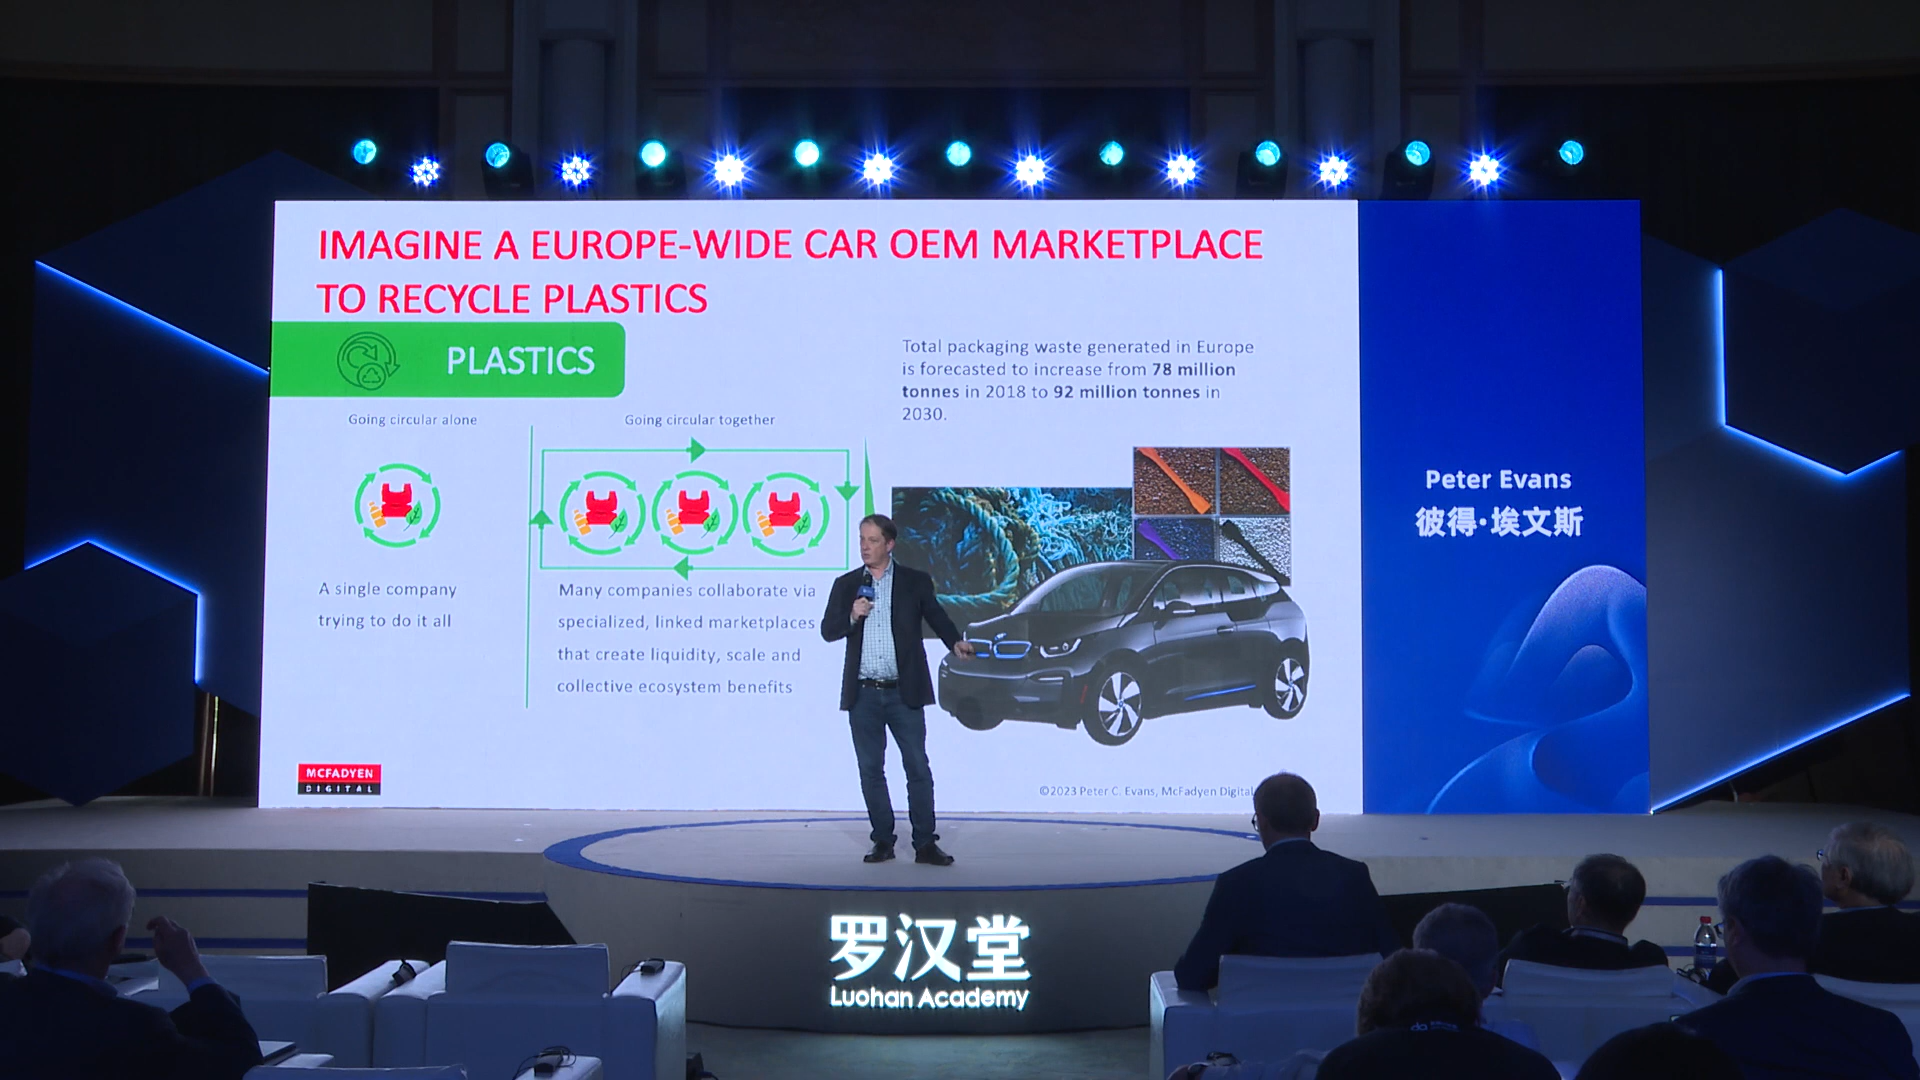 IMAGINE A EUROPE-WIDE CAR OEM MARKETPLACE
TO RECYCLE PLASTICS
PLASTICS
Going circular alone
A single company
trying to do it all
Going circular together
Many companies collaborate via
specialized, linked marketplaces
that create liquidity, scale and
collective ecosystem benefits
Total packaging waste generated in Europe
is forecasted to increase from 78 million
tonnes in 2018 to 92 million tonnes in
2030.
MCFADYEN
DIGITAL
©2023 Peter C. Evans, McFadyen Digital
Peter Evans
彼得·埃文斯
罗汉堂
Luohan Academy